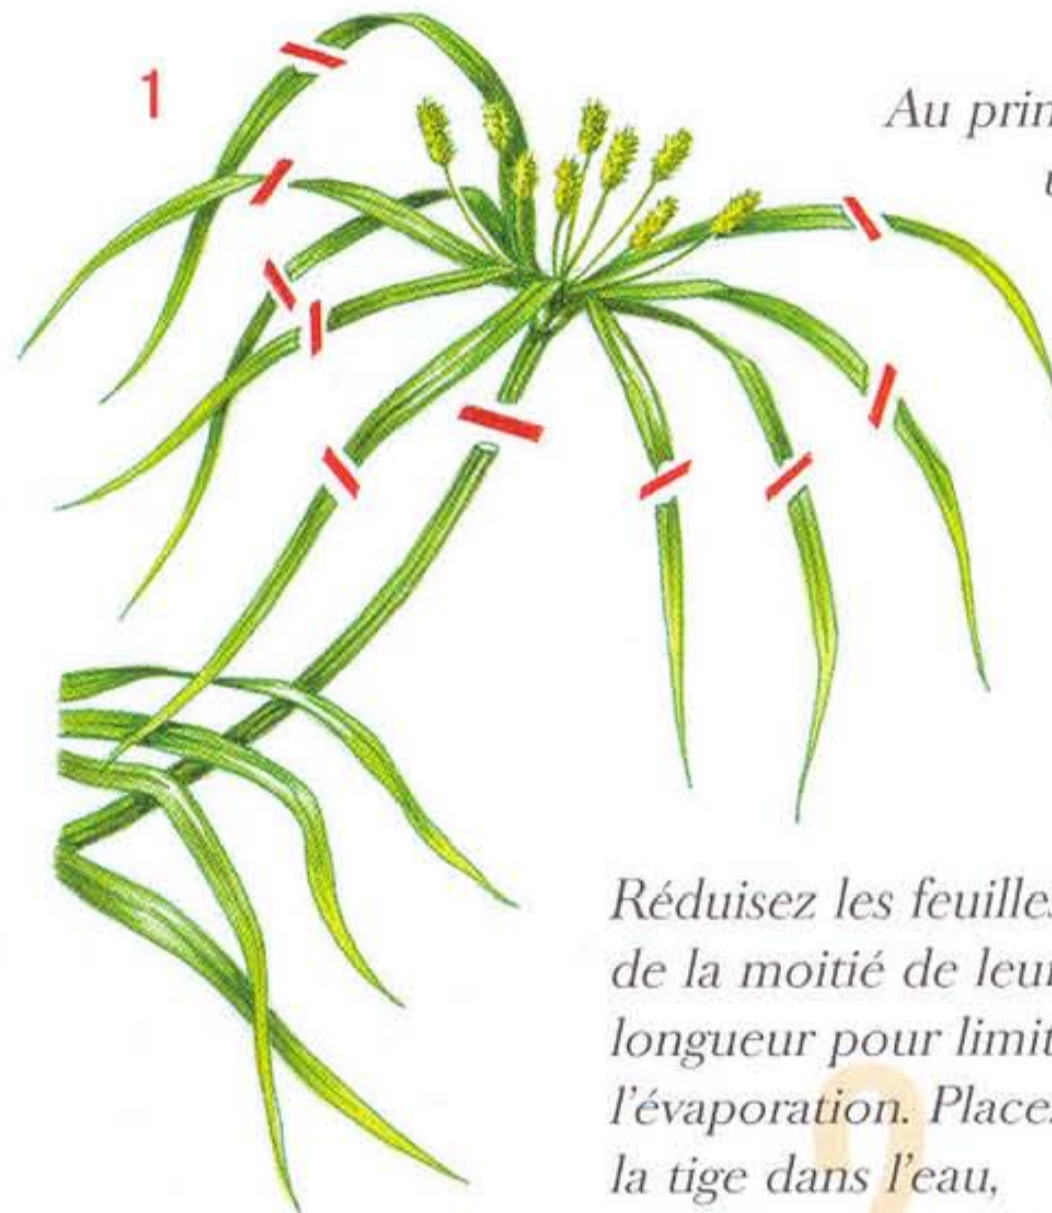 1
Au prin
Réduisez les feuilles
de la moitié de leur
longueur pour limit
l'évaporation. Placez
la tige dans l'eau,